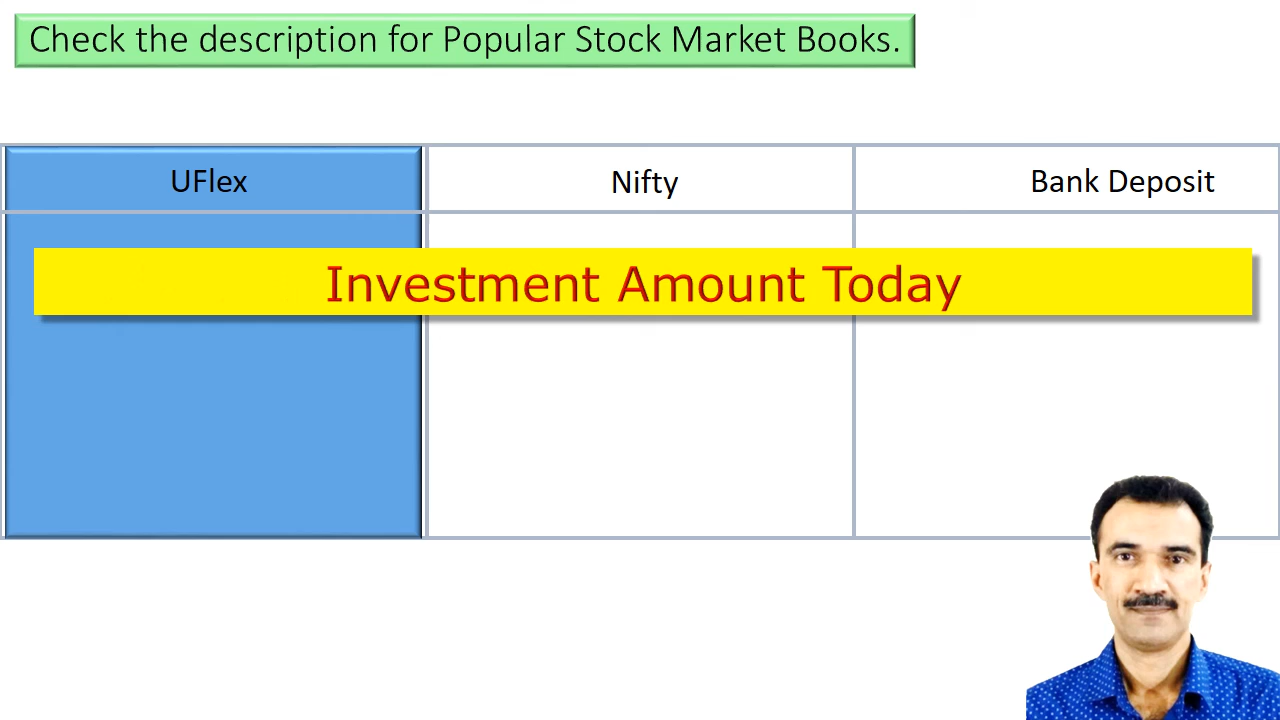 Check the description for Popular Stock Market Books.
UFlex Nifty Bank Deposit
Investment Amount Today